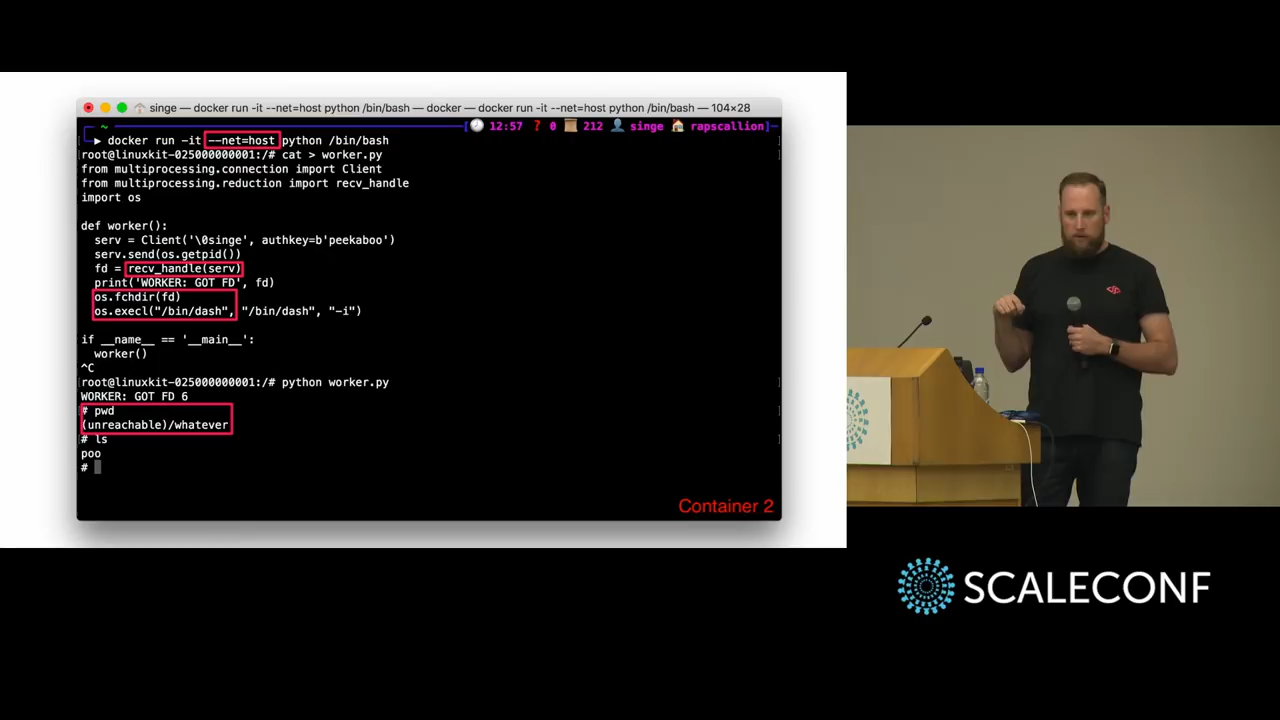 singe — docker run -it --net=host python /bin/bash — docker — docker run -it --net=host python /bin/bash — 104×28
~ 12:57 ? 0 212 singe rapscallion
docker run -it --net=host python /bin/bash
root@linuxkit-025000000001:/# cat > worker.py
from multiprocessing.connection import Client
from multiprocessing.reduction import recv_handle
import os
def worker():
serv = Client('\0singe', authkey=b'peekaboo')
serv.send(os.getpid())
fd = recv_handle(serv)
print('WORKER: GOT FD', fd)
os.fchdir(fd)
os.execl("/bin/dash", "/bin/dash", "-i")
if __name__ == '__main__':
worker()
^C
root@linuxkit-025000000001:/# python worker.py
WORKER: GOT FD 6
# pwd
(unreachable)/whatever
# ls
poo
#
Container 2
SCALECONF